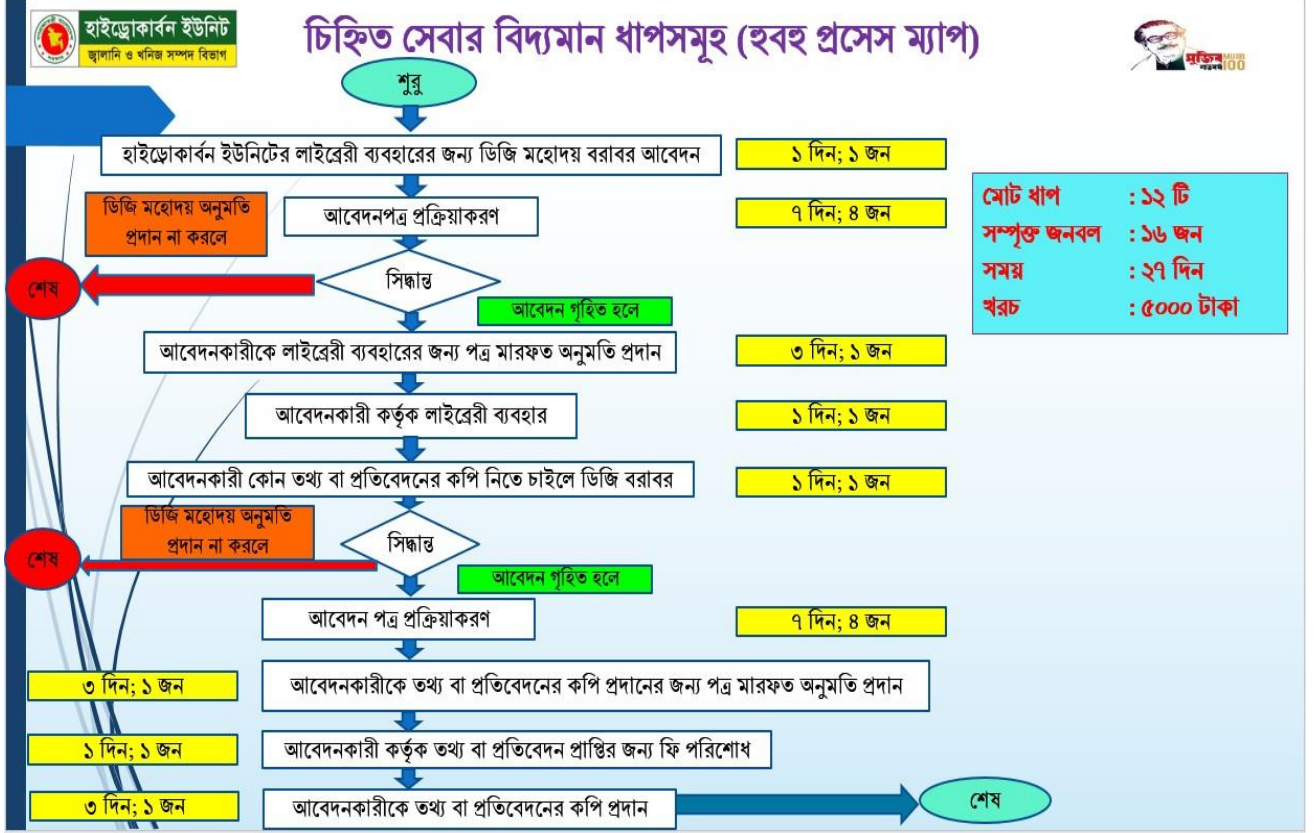 হাইড্রোকার্বন ইউনিট
জ্বালানি ও খনিজ সম্পদ বিভাগ
চিহ্নিত সেবার বিদ্যমান ধাপসমূহ (হুবহু প্রসেস ম্যাপ)
মুজিব MUJIB
শতবর্ষ 100
শুরু
হাইড্রোকার্বন ইউনিটের লাইব্রেরী ব্যবহারের জন্য ডিজি মহোদয় বরাবর আবেদন
১ দিন; ১ জন
ডিজি মহোদয় অনুমতি
প্রদান না করলে
আবেদনপত্র প্রক্রিয়াকরণ
৭ দিন; ৪ জন
মোট ধাপ : ১২ টি
সম্পৃক্ত জনবল : ১৬ জন
সময় : ২৭ দিন
খরচ : ৫০০০ টাকা
শেষ
সিদ্ধান্ত
আবেদন গৃহিত হলে
আবেদনকারীকে লাইব্রেরী ব্যবহারের জন্য পত্র মারফত অনুমতি প্রদান
৩ দিন; ১ জন
আবেদনকারী কর্তৃক লাইব্রেরী ব্যবহার
১ দিন; ১ জন
আবেদনকারী কোন তথ্য বা প্রতিবেদনের কপি নিতে চাইলে ডিজি বরাবর
১ দিন; ১ জন
ডিজি মহোদয় অনুমতি
প্রদান না করলে
শেষ
সিদ্ধান্ত
আবেদন গৃহিত হলে
আবেদন পত্র প্রক্রিয়াকরণ
৭ দিন; ৪ জন
৩ দিন; ১ জন
আবেদনকারীকে তথ্য বা প্রতিবেদনের কপি প্রদানের জন্য পত্র মারফত অনুমতি প্রদান
১ দিন; ১ জন
আবেদনকারী কর্তৃক তথ্য বা প্রতিবেদন প্রাপ্তির জন্য ফি পরিশোধ
৩ দিন; ১ জন
আবেদনকারীকে তথ্য বা প্রতিবেদনের কপি প্রদান
শেষ